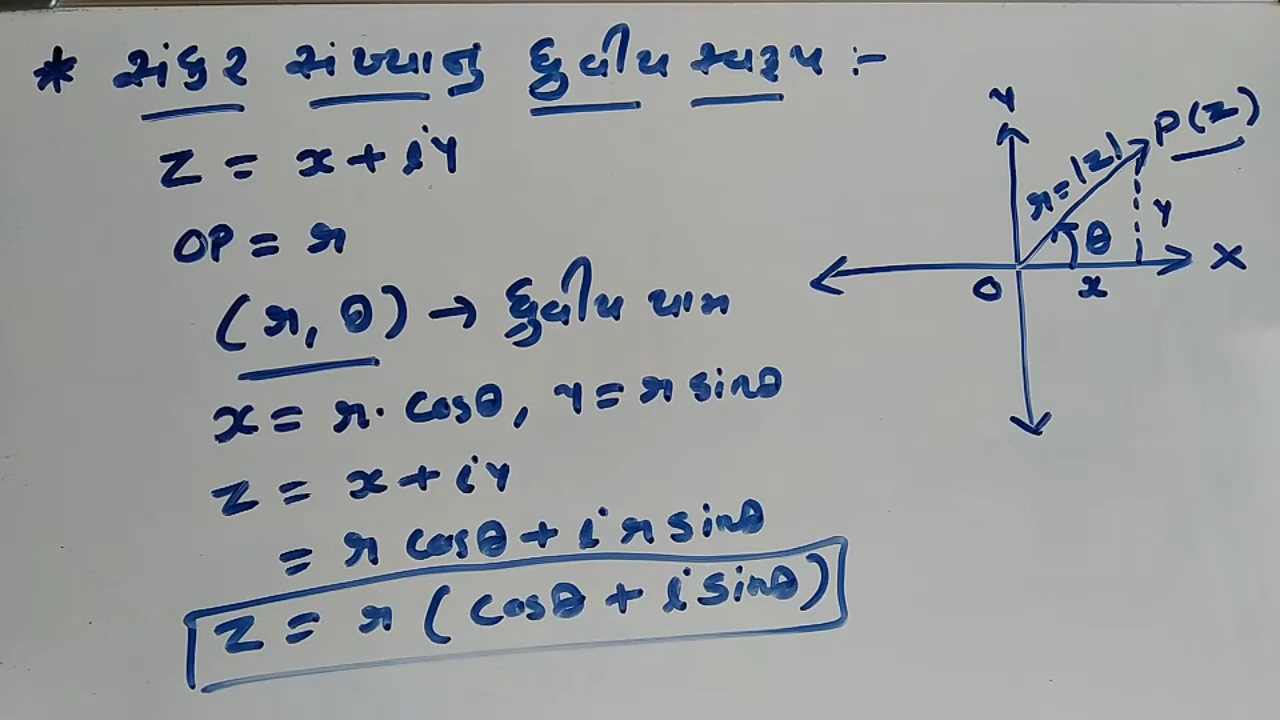 * સંકર સંખ્યાનુ ધ્રુવીય સ્વરૂપ :-
z = x + iy
OP = r
(r, θ) → ધ્રુવીય યામ
x = r · cosθ, y = r sinθ
z = x + iy
= r cosθ + i r sinθ
z = r (cosθ + i sinθ)
Y
P(z)
r = |z|
y
θ
X
O
x